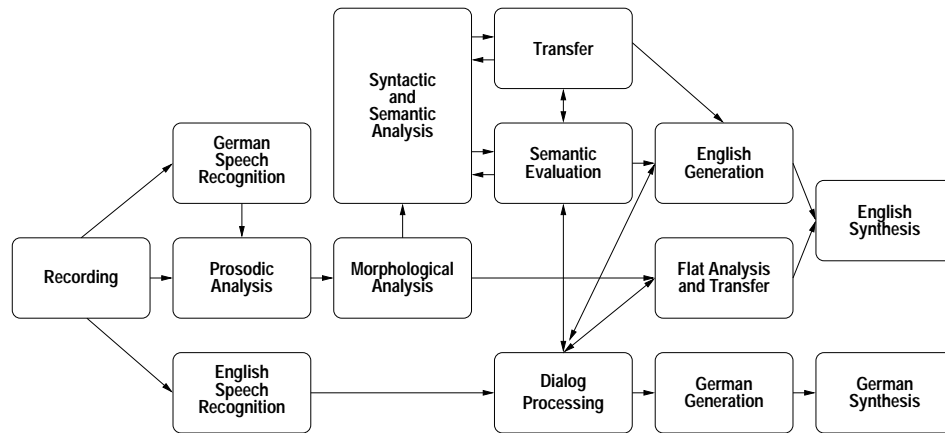 Transfer
Syntactic and
Semantic
Analysis
German
Speech
Recognition
Semantic
Evaluation
English
Generation
English
Synthesis
Recording
Prosodic
Analysis
Morphological
Analysis
Flat Analysis
and Transfer
English
Speech
Recognition
Dialog
Processing
German
Generation
German
Synthesis